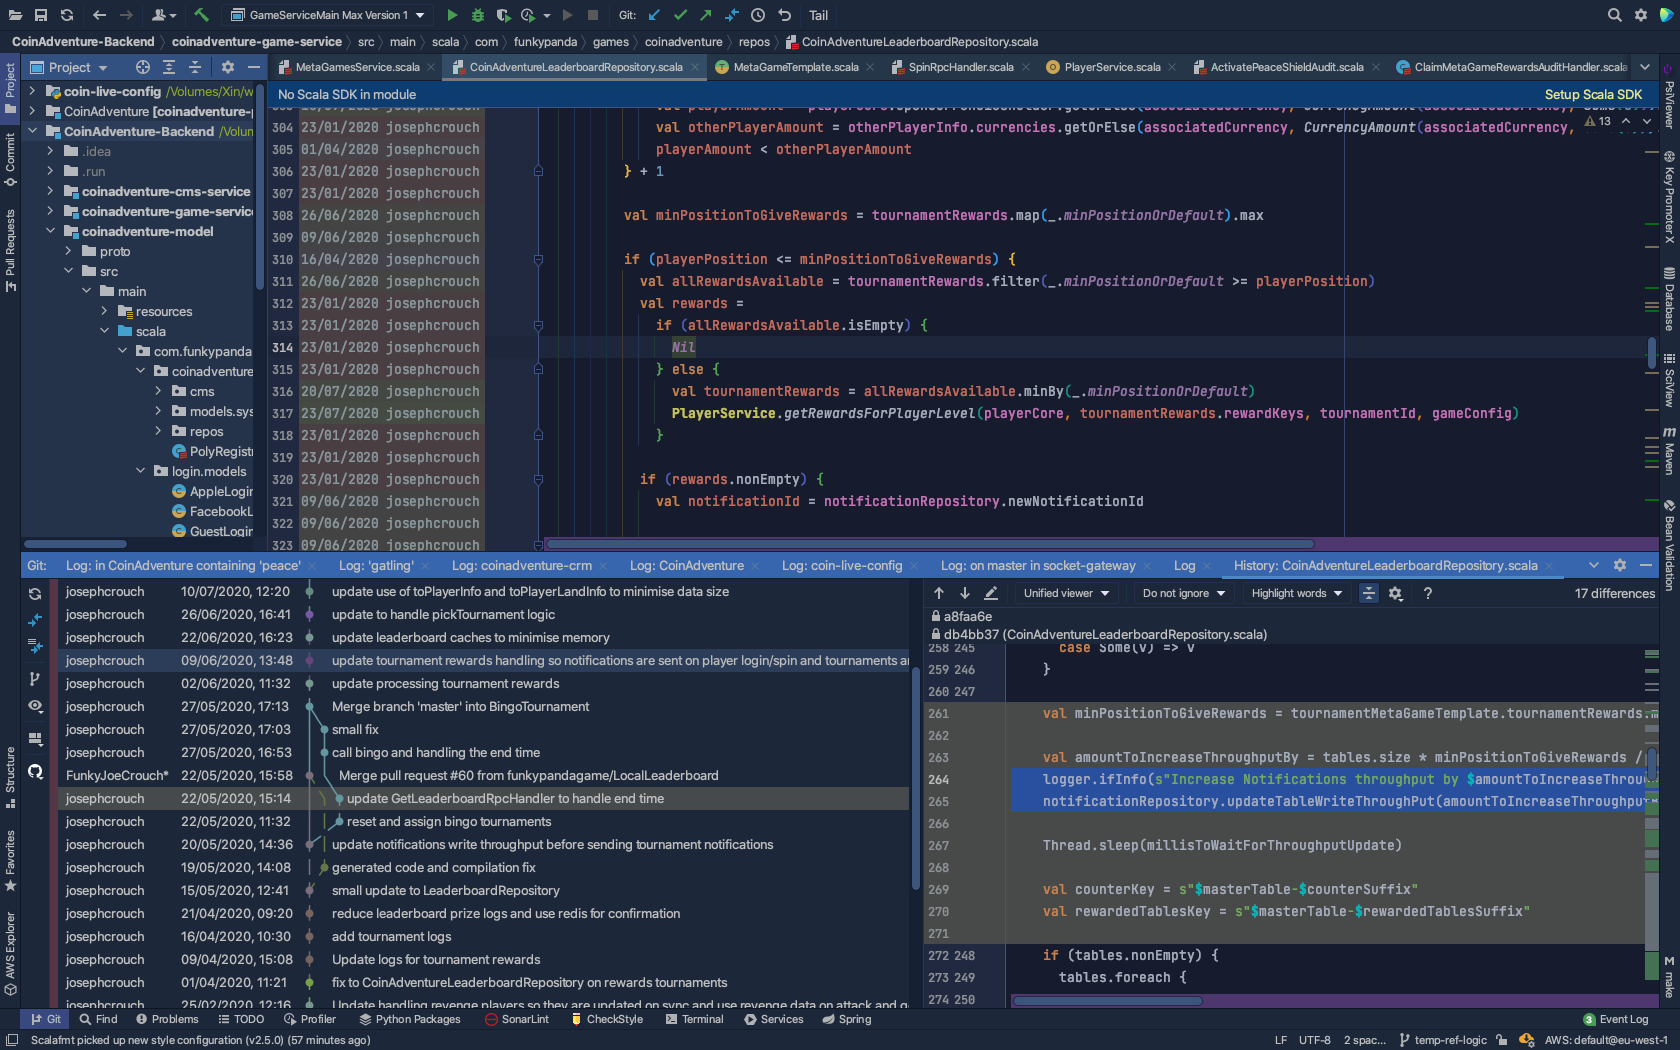 GameServiceMain Max Version 1
Git:
Tail
CoinAdventure-Backend
coinadventure-game-service
src
main
scala
com
funkypanda
games
coinadventure
repos
CoinAdventureLeaderboardRepository.scala
Project
MetaGamesService.scala
CoinAdventureLeaderboardRepository.scala
MetaGameTemplate.scala
SpinRpcHandler.scala
PlayerService.scala
ActivatePeaceShieldAudit.scala
ClaimMetaGameRewardsAuditHandler.scala
No Scala SDK in module
Setup Scala SDK
Project
Commit
Pull Requests
Structure
Favorites
AWS Explorer
coin-live-config /Volumes/Xin/w
CoinAdventure [coinadventure-
CoinAdventure-Backend /Volun
.idea
.run
coinadventure-cms-service
coinadventure-game-service
coinadventure-model
proto
src
main
resources
scala
com.funkypanda
coinadventure
cms
models.sys
repos
PolyRegistr
login.models
AppleLogin
FacebookL
GuestLogin
13
304 23/01/2020 josephcrouch val otherPlayerAmount = otherPlayerInfo.currencies.getOrElse(associatedCurrency, CurrencyAmount(associatedCurrency,
305 01/04/2020 josephcrouch playerAmount < otherPlayerAmount
306 23/01/2020 josephcrouch } + 1
307 23/01/2020 josephcrouch
308 26/06/2020 josephcrouch val minPositionToGiveRewards = tournamentRewards.map(_.minPositionOrDefault).max
309 09/06/2020 josephcrouch
310 16/04/2020 josephcrouch if (playerPosition <= minPositionToGiveRewards) {
311 26/06/2020 josephcrouch val allRewardsAvailable = tournamentRewards.filter(_.minPositionOrDefault >= playerPosition)
312 23/01/2020 josephcrouch val rewards =
313 23/01/2020 josephcrouch if (allRewardsAvailable.isEmpty) {
314 23/01/2020 josephcrouch Nil
315 23/01/2020 josephcrouch } else {
316 20/07/2020 josephcrouch val tournamentRewards = allRewardsAvailable.minBy(_.minPositionOrDefault)
317 23/07/2020 josephcrouch PlayerService.getRewardsForPlayerLevel(playerCore, tournamentRewards.rewardKeys, tournamentId, gameConfig)
318 23/01/2020 josephcrouch }
319 23/01/2020 josephcrouch
320 23/01/2020 josephcrouch if (rewards.nonEmpty) {
321 09/06/2020 josephcrouch val notificationId = notificationRepository.newNotificationId
322 09/06/2020 josephcrouch
323 09/06/2020 josephcrouch
PsiViewer
Key Promoter X
Database
SciView
Maven
Bean Validation
make
Git:
Log: in CoinAdventure containing 'peace'
Log: 'gatling'
Log: coinadventure-crm
Log: CoinAdventure
Log: coin-live-config
Log: on master in socket-gateway
Log
History: CoinAdventureLeaderboardRepository.scala
josephcrouch 10/07/2020, 12:20 update use of toPlayerInfo and toPlayerLandInfo to minimise data size
josephcrouch 26/06/2020, 16:41 update to handle pickTournament logic
josephcrouch 22/06/2020, 16:23 update leaderboard caches to minimise memory
josephcrouch 09/06/2020, 13:48 update tournament rewards handling so notifications are sent on player login/spin and tournaments ar
josephcrouch 02/06/2020, 11:32 update processing tournament rewards
josephcrouch 27/05/2020, 17:13 Merge branch 'master' into BingoTournament
josephcrouch 27/05/2020, 17:03 small fix
josephcrouch 27/05/2020, 16:53 call bingo and handling the end time
FunkyJoeCrouch* 22/05/2020, 15:58 Merge pull request #60 from funkypandagame/LocalLeaderboard
josephcrouch 22/05/2020, 15:14 update GetLeaderboardRpcHandler to handle end time
josephcrouch 22/05/2020, 11:32 reset and assign bingo tournaments
josephcrouch 20/05/2020, 14:36 update notifications write throughput before sending tournament notifications
josephcrouch 19/05/2020, 14:08 generated code and compilation fix
josephcrouch 15/05/2020, 12:41 small update to LeaderboardRepository
josephcrouch 21/04/2020, 09:20 reduce leaderboard prize logs and use redis for confirmation
josephcrouch 16/04/2020, 10:30 add tournament logs
josephcrouch 09/04/2020, 15:08 Update logs for tournament rewards
josephcrouch 01/04/2020, 11:21 fix to CoinAdventureLeaderboardRepository on rewards tournaments
josephcrouch 25/02/2020, 12:16 Update handling revenge players so they are updated on sync and use revenge data on attack and
Unified viewer
Do not ignore
Highlight words
?
17 differences
a8faa6e
db4bb37 (CoinAdventureLeaderboardRepository.scala)
258 245 case Some(v) => v
259 246 }
260 247
261 val minPositionToGiveRewards = tournamentMetaGameTemplate.tournamentRewards.
262
263 val amountToIncreaseThroughputBy = tables.size * minPositionToGiveRewards /
264 logger.ifInfo(s"Increase Notifications throughput by $amountToIncreaseThrou
265 notificationRepository.updateTableWriteThroughPut(amountToIncreaseThroughput
266
267 Thread.sleep(millisToWaitForThroughputUpdate)
268
269 val counterKey = s"$masterTable-$counterSuffix"
270 val rewardedTablesKey = s"$masterTable-$rewardedTablesSuffix"
271
272 248 if (tables.nonEmpty) {
273 249 tables.foreach {
274 250
Git
Find
Problems
TODO
Profiler
Python Packages
SonarLint
CheckStyle
Terminal
Services
Spring
3 Event Log
Scalafmt picked up new style configuration (v2.5.0) (57 minutes ago)
LF
UTF-8
2 spac...
temp-ref-logic
AWS: default@eu-west-1